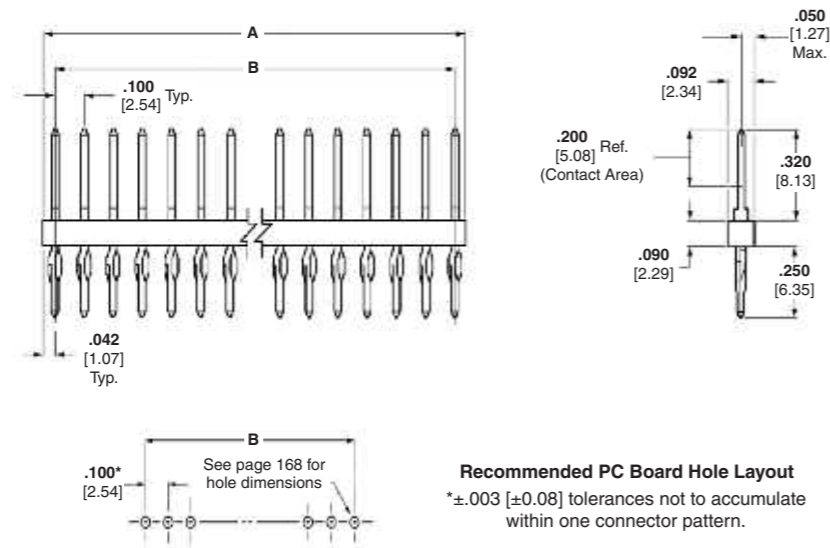 A
B
.100
[2.54] Typ.
.042
[1.07]
Typ.
.050
[1.27]
Max.
.092
[2.34]
.200
[5.08] Ref.
(Contact Area)
.320
[8.13]
.090
[2.29]
.250
[6.35]
B
.100*
[2.54]
See page 168 for
hole dimensions
Recommended PC Board Hole Layout
*±.003 [±0.08] tolerances not to accumulate
within one connector pattern.